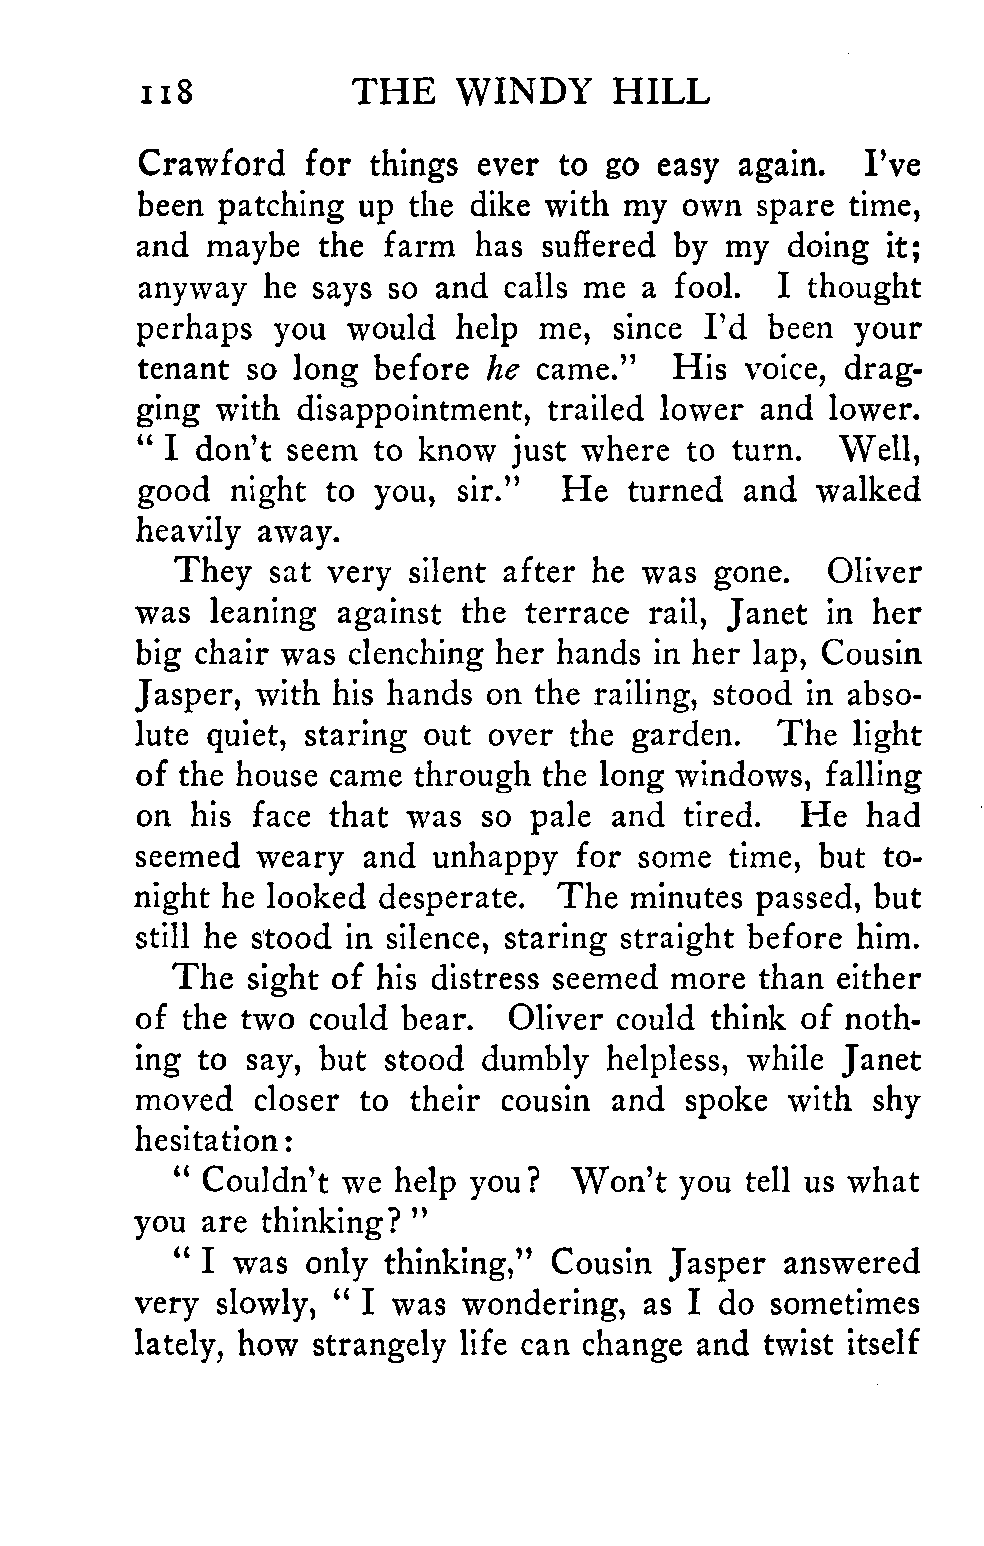 118 THE WINDY HILL
Crawford for things ever to go easy again. I've
been patching up the dike with my own spare time,
and maybe the farm has suffered by my doing it;
anyway he says so and calls me a fool. I thought
perhaps you would help me, since I'd been your
tenant so long before he came." His voice, drag-
ging with disappointment, trailed lower and lower.
" I don't seem to know just where to turn. Well,
good night to you, sir." He turned and walked
heavily away.
They sat very silent after he was gone. Oliver
was leaning against the terrace rail, Janet in her
big chair was clenching her hands in her lap, Cousin
Jasper, with his hands on the railing, stood in abso-
lute quiet, staring out over the garden. The light
of the house came through the long windows, falling
on his face that was so pale and tired. He had
seemed weary and unhappy for some time, but to-
night he looked desperate. The minutes passed, but
still he stood in silence, staring straight before him.
The sight of his distress seemed more than either
of the two could bear. Oliver could think of noth-
ing to say, but stood dumbly helpless, while Janet
moved closer to their cousin and spoke with shy
hesitation:
" Couldn't we help you? Won't you tell us what
you are thinking? "
" I was only thinking," Cousin Jasper answered
very slowly, " I was wondering, as I do sometimes
lately, how strangely life can change and twist itself